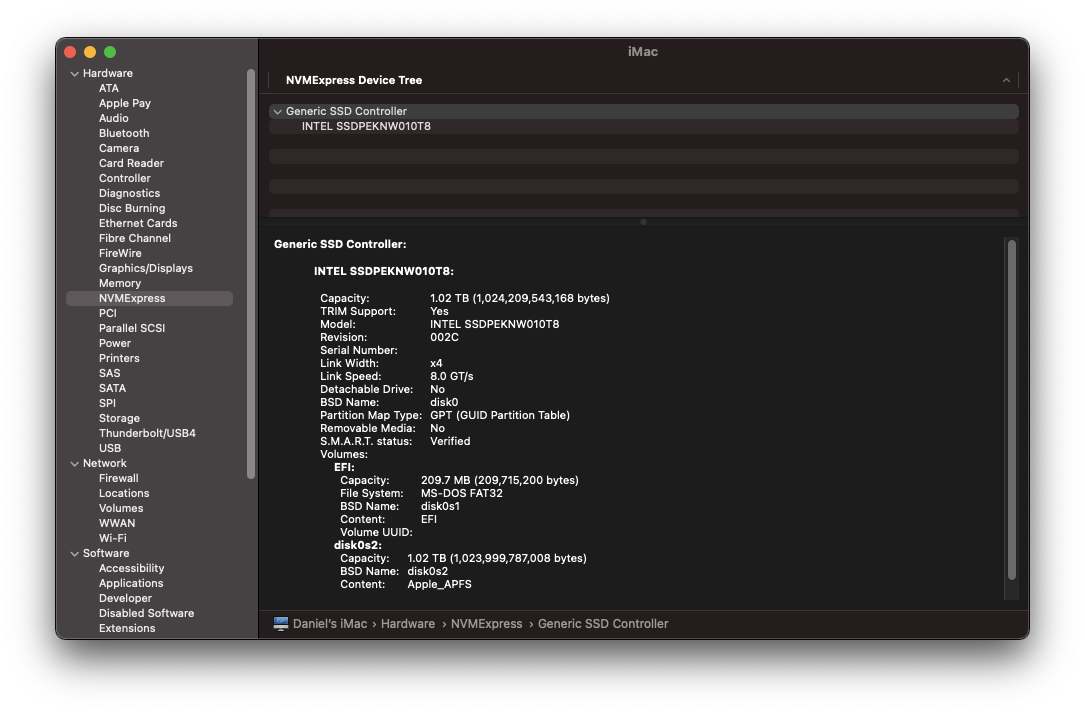 iMac
Hardware
ATA
Apple Pay
Audio
Bluetooth
Camera
Card Reader
Controller
Diagnostics
Disc Burning
Ethernet Cards
Fibre Channel
FireWire
Graphics/Displays
Memory
NVMExpress
PCI
Parallel SCSI
Power
Printers
SAS
SATA
SPI
Storage
Thunderbolt/USB4
USB
Network
Firewall
Locations
Volumes
WWAN
Wi-Fi
Software
Accessibility
Applications
Developer
Disabled Software
Extensions
NVMExpress Device Tree
Generic SSD Controller
INTEL SSDPEKNW010T8
Generic SSD Controller:
INTEL SSDPEKNW010T8:
Capacity: 1.02 TB (1,024,209,543,168 bytes)
TRIM Support: Yes
Model: INTEL SSDPEKNW010T8
Revision: 002C
Serial Number:
Link Width: x4
Link Speed: 8.0 GT/s
Detachable Drive: No
BSD Name: disk0
Partition Map Type: GPT (GUID Partition Table)
Removable Media: No
S.M.A.R.T. status: Verified
Volumes:
EFI:
Capacity: 209.7 MB (209,715,200 bytes)
File System: MS-DOS FAT32
BSD Name: disk0s1
Content: EFI
Volume UUID:
disk0s2:
Capacity: 1.02 TB (1,023,999,787,008 bytes)
BSD Name: disk0s2
Content: Apple_APFS
Daniel's iMac › Hardware › NVMExpress › Generic SSD Controller